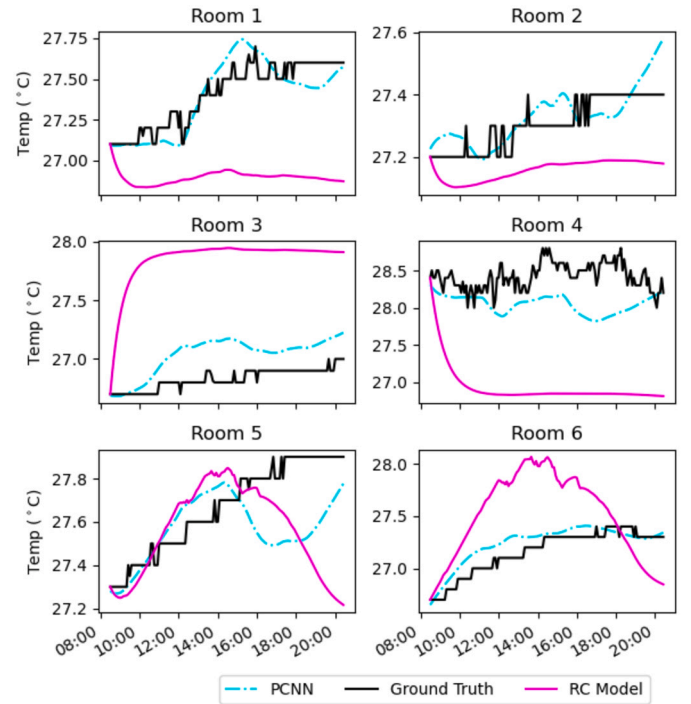 Room 1
Room 2
Temp (°C)
27.75
27.50
27.25
27.00
27.6
27.4
27.2
Room 3
Room 4
Temp (°C)
28.0
27.5
27.0
28.5
28.0
27.5
27.0
Room 5
Room 6
Temp (°C)
27.8
27.6
27.4
27.2
28.0
27.5
27.0
08:00 10:00 12:00 14:00 16:00 18:00 20:00
08:00 10:00 12:00 14:00 16:00 18:00 20:00
PCNN Ground Truth RC Model